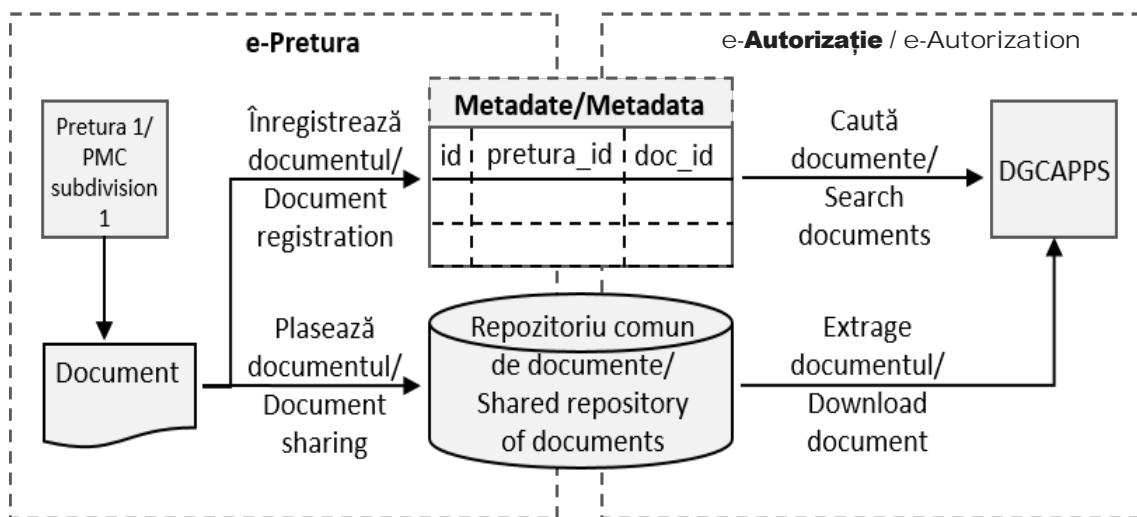 e-Pretura
e-Autorizație / e-Autorization
Pretura 1/
PMC
subdivision
1
Înregistrează
documentul/
Document
registration
Metadate/Metadata
id pretura_id doc_id
Caută
documente/
Search
documents
DGCAPPS
Document
Plasează
documentul/
Document
sharing
Repozitoriu comun
de documente/
Shared repository
of documents
Extrage
documentul/
Download
document